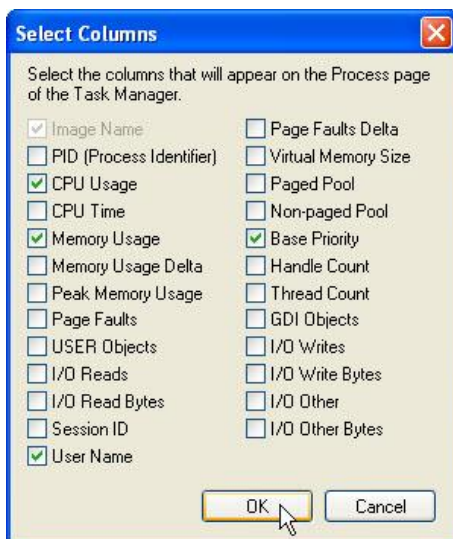 Select Columns
Select the columns that will appear on the Process page
of the Task Manager.
Image Name
PID (Process Identifier)
CPU Usage
CPU Time
Memory Usage
Memory Usage Delta
Peak Memory Usage
Page Faults
USER Objects
I/O Reads
I/O Read Bytes
Session ID
User Name
Page Faults Delta
Virtual Memory Size
Paged Pool
Non-paged Pool
Base Priority
Handle Count
Thread Count
GDI Objects
I/O Writes
I/O Write Bytes
I/O Other
I/O Other Bytes
OK
Cancel